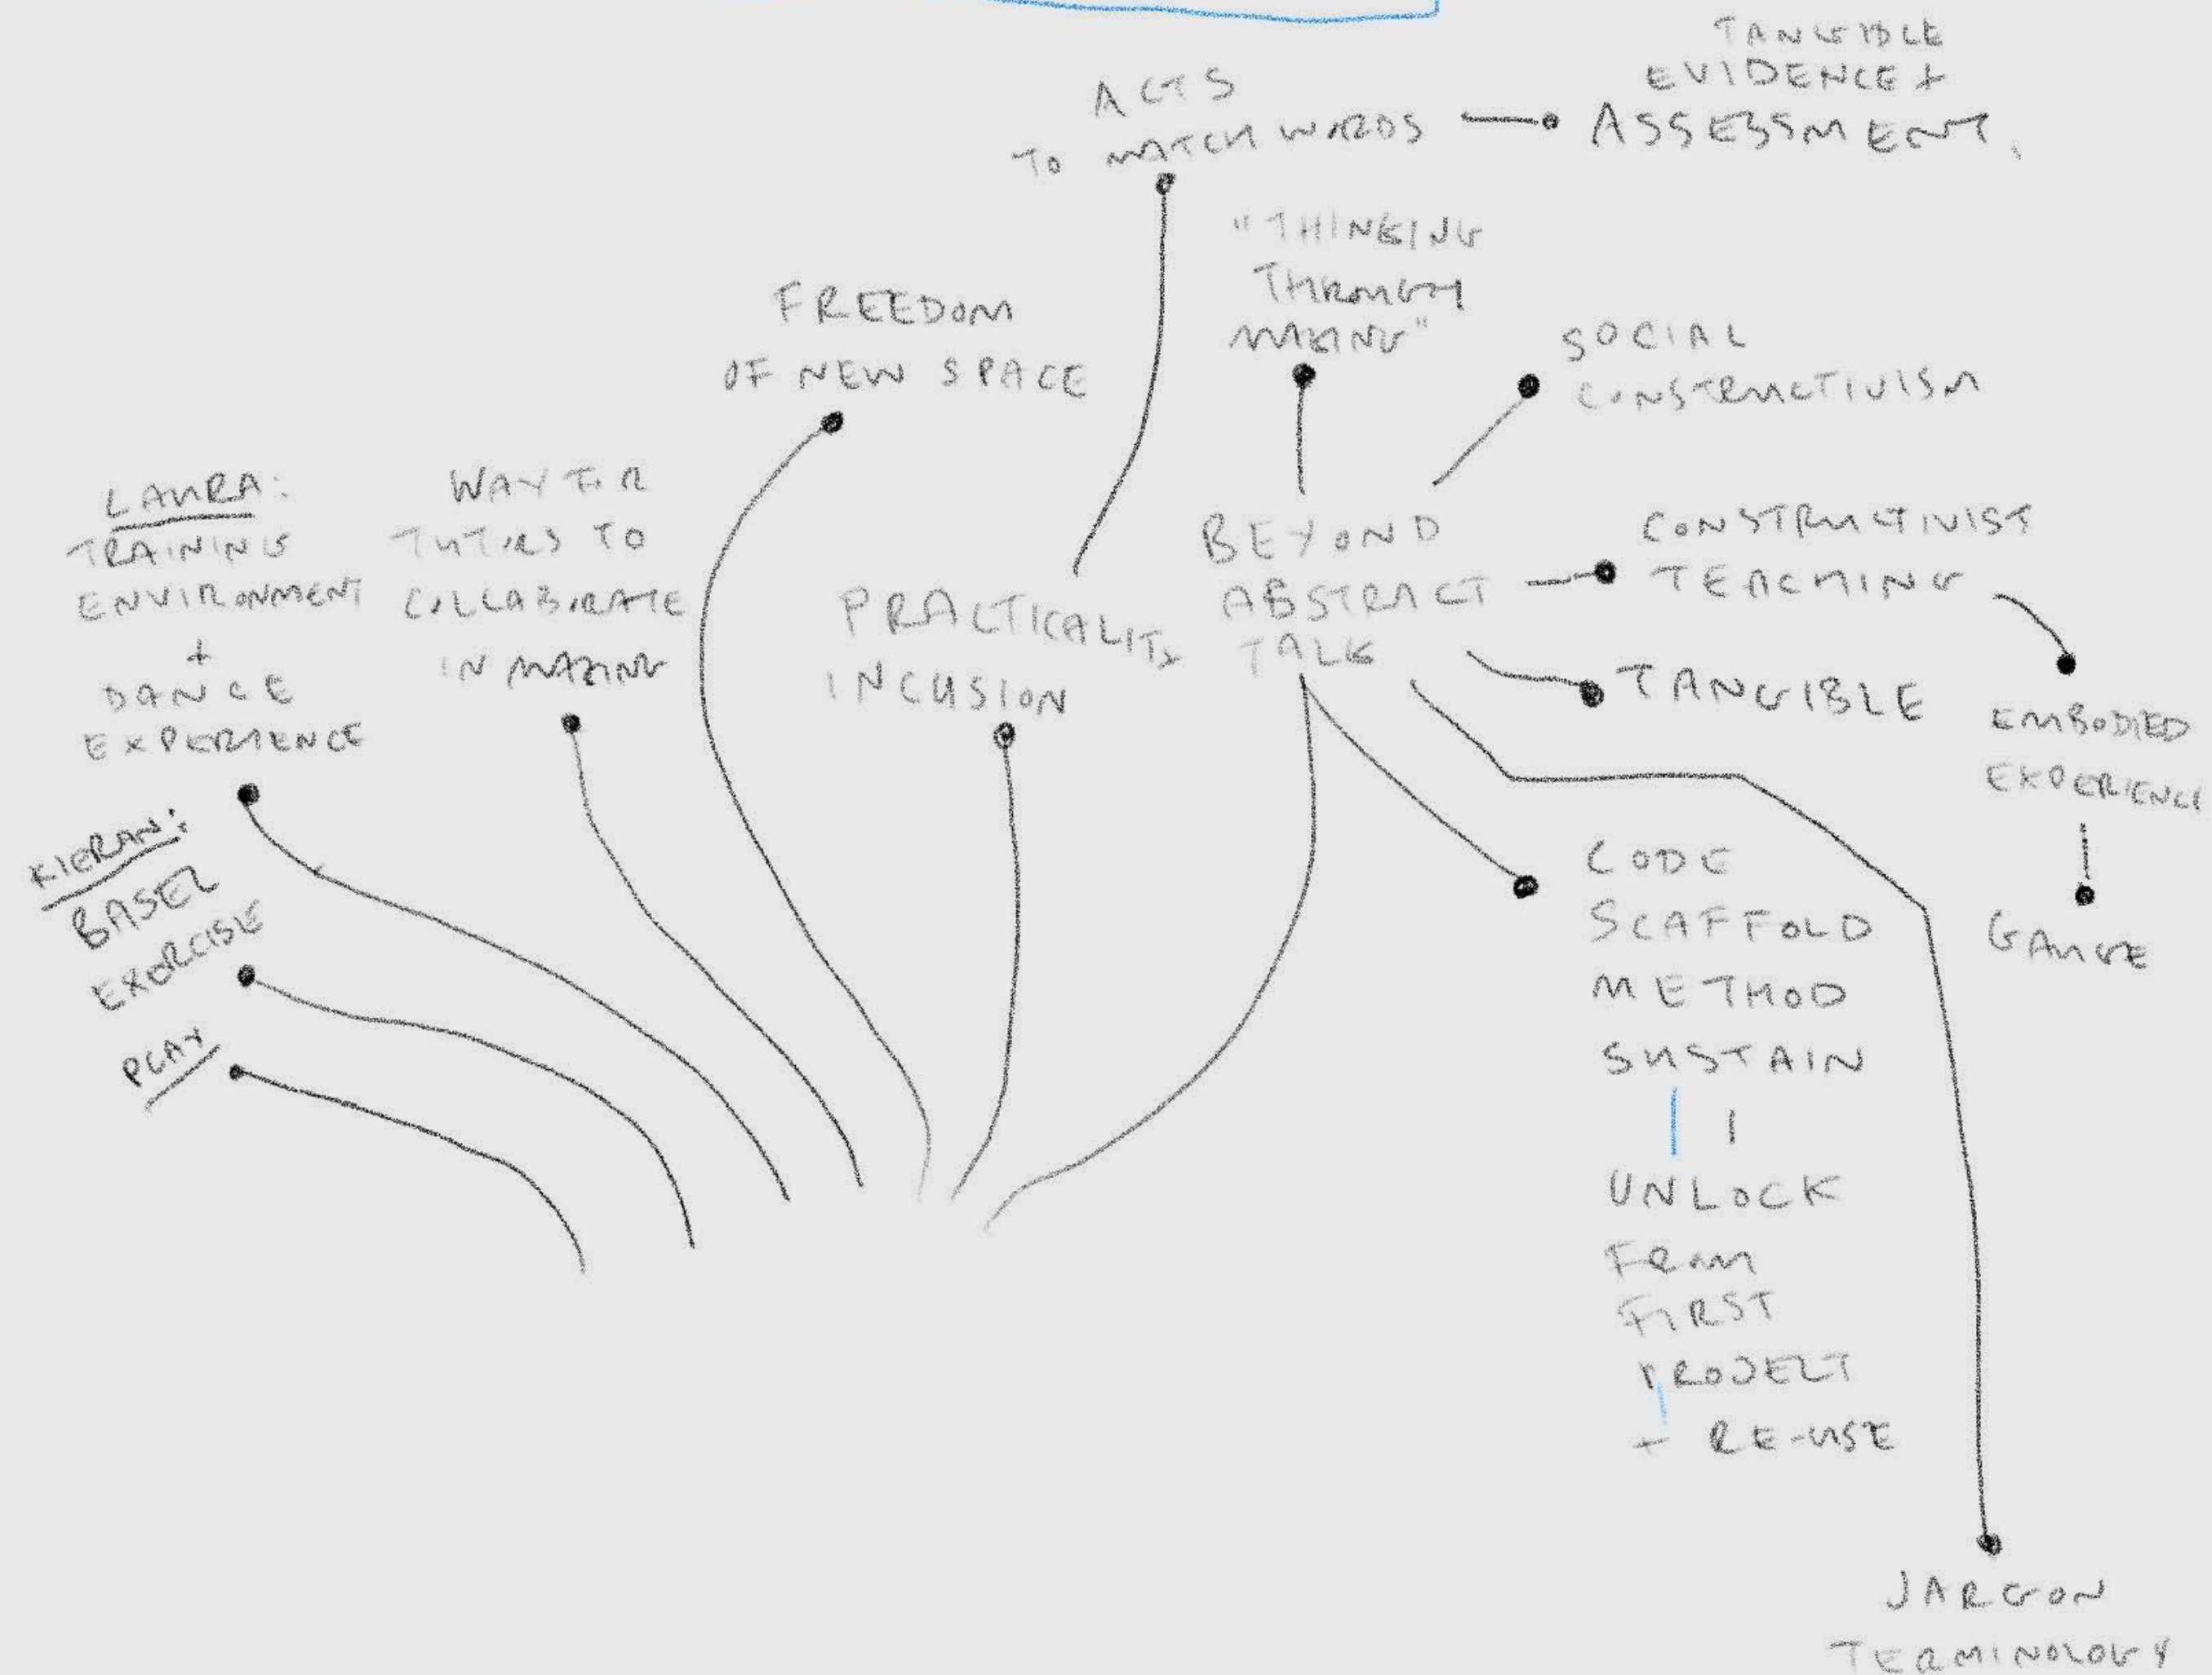 TANGIBLE
EVIDENCE +
ASSESSMENT.
ACTS
TO MATCH WORDS
"THINKING
THROUGH
MAKING"
FREEDOM
OF NEW SPACE
SOCIAL
CONSTRUCTIVISM
LAURA:
TRAINING
ENVIRONMENT
+
DANCE
EXPERIENCE
WAY FOR
TUTORS TO
COLLABORATE
IN MAKING
PRACTICALITY
INCUSION
BEYOND
ABSTRACT
TALK
CONSTRUCTIVIST
TEACHING
TANGIBLE
EMBODIED
EXPERIENCE
GAUGE
KIERAN:
BASEL
EXERCISE
PLAY
CODE
SCAFFOLD
METHOD
SUSTAIN
UNLOCK
FROM
FIRST
PROJECT
+ RE-USE
JARGON
TERMINOLOGY